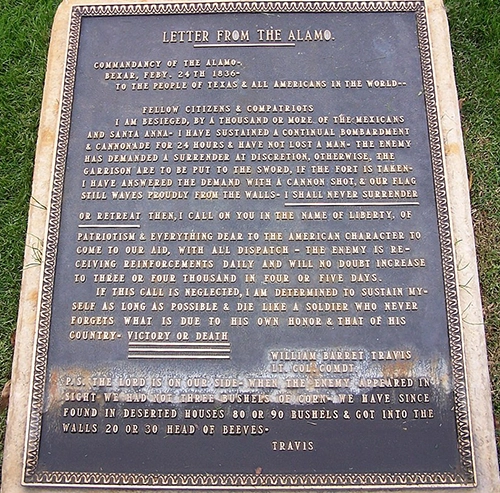 LETTER FROM THE ALAMO.
COMMANDANCY OF THE ALAMO-,
BEXAR, FEBY. 24TH 1836-
TO THE PEOPLE OF TEXAS & ALL AMERICANS IN THE WORLD--
FELLOW CITIZENS & COMPATRIOTS
I AM BESIEGED, BY A THOUSAND OR MORE OF THE MEXICANS
AND SANTA ANNA- I HAVE SUSTAINED A CONTINUAL BOMBARDMENT
& CANNONADE FOR 24 HOURS & HAVE NOT LOST A MAN- THE ENEMY
HAS DEMANDED A SURRENDER AT DISCRETION, OTHERWISE, THE
GARRISON ARE TO BE PUT TO THE SWORD, IF THE FORT IS TAKEN-
I HAVE ANSWERED THE DEMAND WITH A CANNON SHOT, & OUR FLAG
STILL WAVES PROUDLY FROM THE WALLS- I SHALL NEVER SURRENDER
OR RETREAT THEN, I CALL ON YOU IN THE NAME OF LIBERTY, OF
PATRIOTISM & EVERYTHING DEAR TO THE AMERICAN CHARACTER TO
COME TO OUR AID, WITH ALL DISPATCH - THE ENEMY IS RE-
CEIVING REINFORCEMENTS DAILY AND WILL NO DOUBT INCREASE
TO THREE OR FOUR THOUSAND IN FOUR OR FIVE DAYS.
IF THIS CALL IS NEGLECTED, I AM DETERMINED TO SUSTAIN MY-
SELF AS LONG AS POSSIBLE & DIE LIKE A SOLDIER WHO NEVER
FORGETS WHAT IS DUE TO HIS OWN HONOR & THAT OF HIS
COUNTRY- VICTORY OR DEATH
WILLIAM BARRET TRAVIS
LT. COL. COMDT
P.S. THE LORD IS ON OUR SIDE- WHEN THE ENEMY APPEARED IN
SIGHT WE HAD NOT THREE BUSHELS OF CORN- WE HAVE SINCE
FOUND IN DESERTED HOUSES 80 OR 90 BUSHELS & GOT INTO THE
WALLS 20 OR 30 HEAD OF BEEVES-
TRAVIS